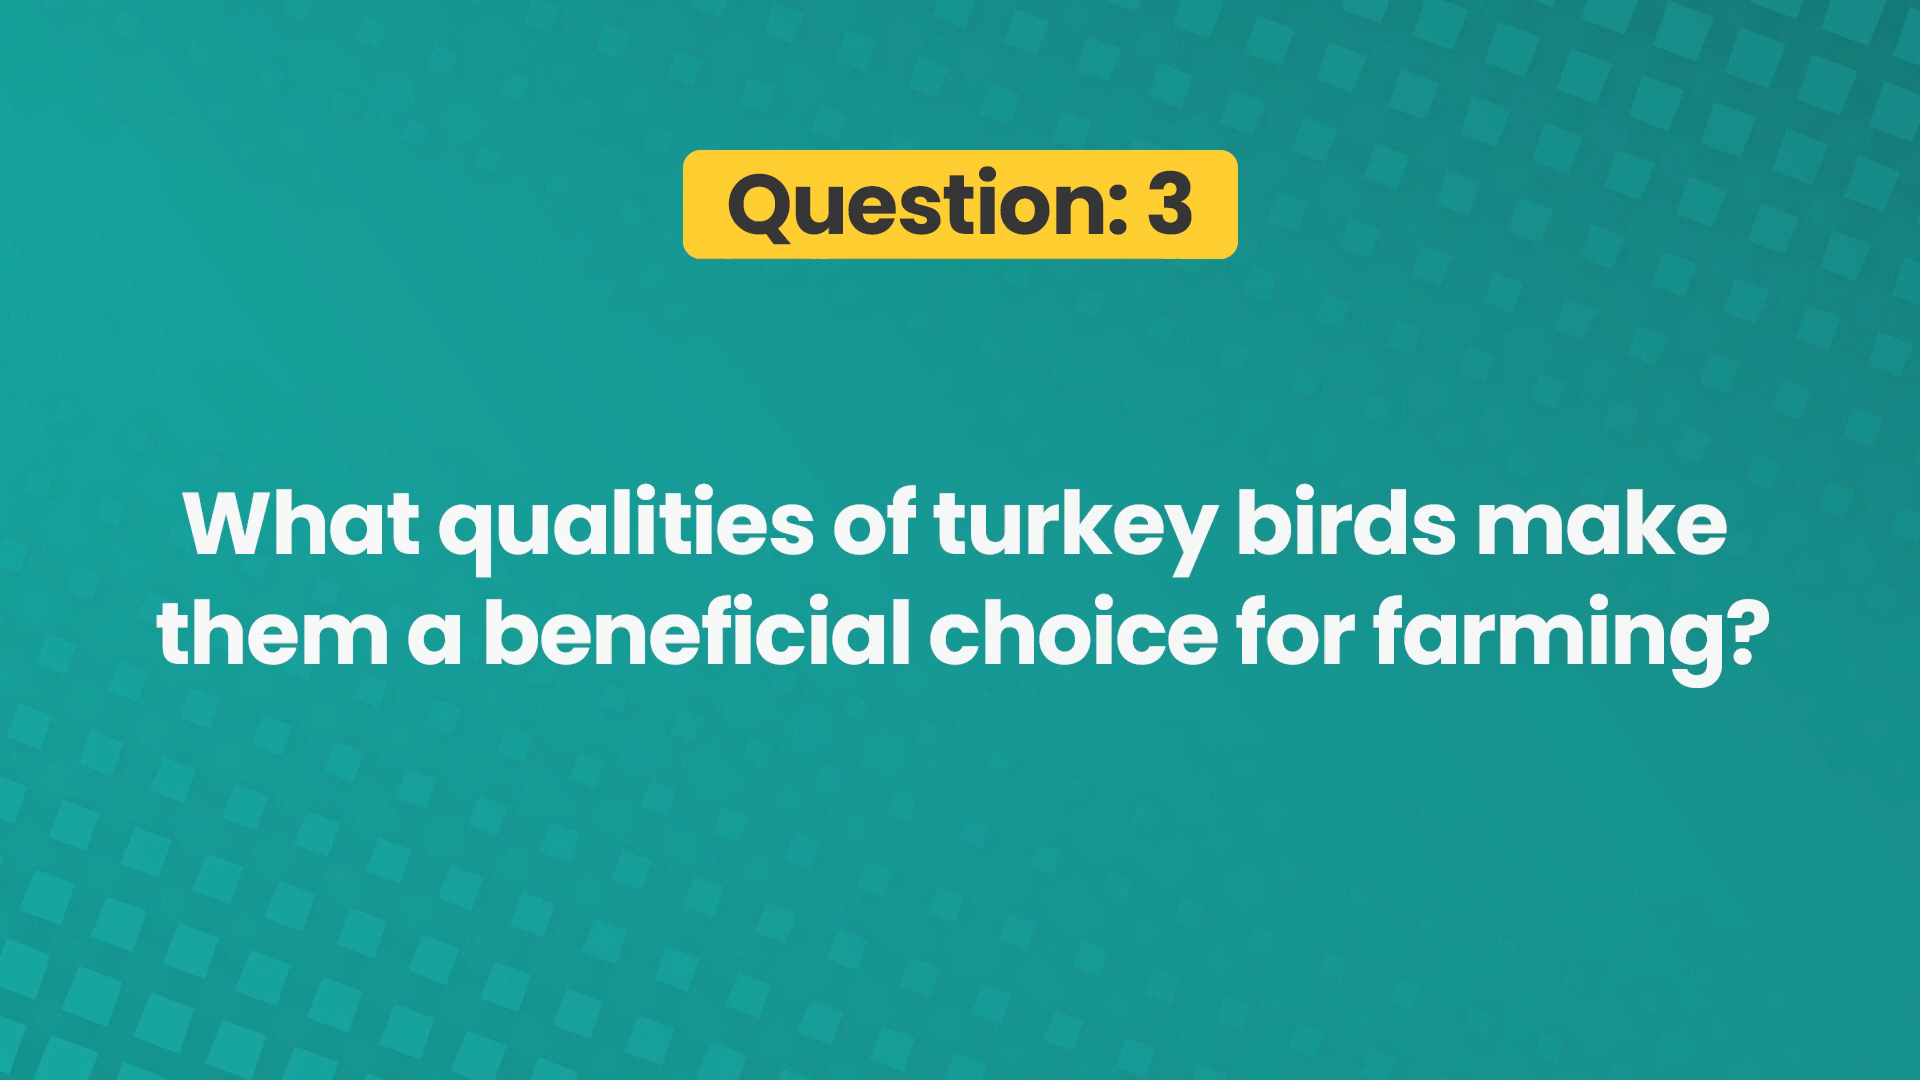 Question: 3
What qualities of turkey birds make
them a beneficial choice for farming?